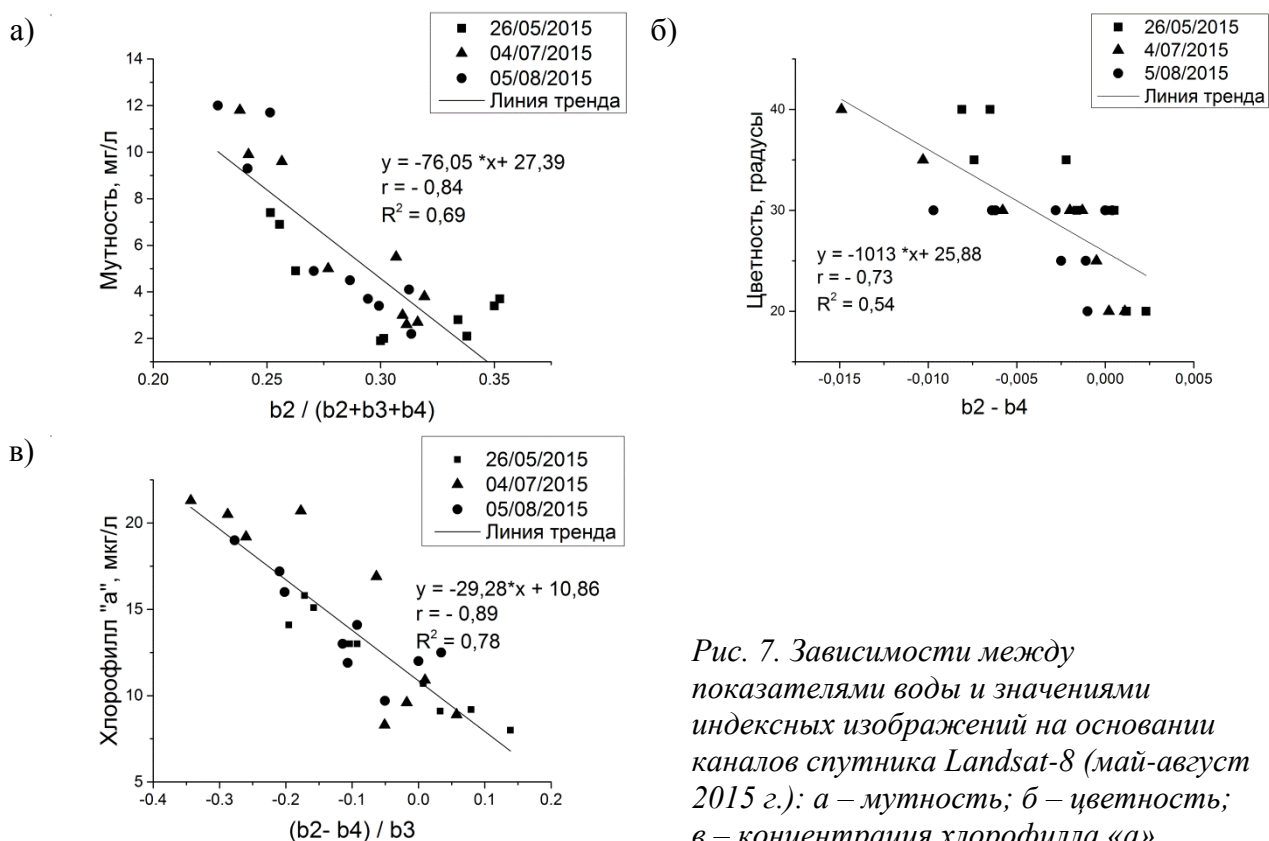 а)
26/05/2015
04/07/2015
05/08/2015
Линия тренда
Мутность, мг/л
14
12
10
8
6
4
2
y = -76,05 *x+ 27,39
r = - 0,84
R² = 0,69
0.20
0.25
0.30
0.35
b2 / (b2+b3+b4)
б)
26/05/2015
4/07/2015
5/08/2015
Линия тренда
Цветность, градусы
40
30
20
y = -1013 *x+ 25,88
r = - 0,73
R² = 0,54
-0,015
-0,010
-0,005
0,000
0,005
b2 - b4
в)
26/05/2015
04/07/2015
05/08/2015
Линия тренда
Хлорофилл "а", мкг/л
20
15
10
5
y = -29,28*x + 10,86
r = - 0,89
R² = 0,78
-0.4
-0.3
-0.2
-0.1
0.0
0.1
0.2
(b2- b4) / b3
Рис. 7. Зависимости между
показателями воды и значениями
индексных изображений на основании
каналов спутника Landsat-8 (май-август
2015 г.): а – мутность; б – цветность;
в – концентрация хлорофилла «а»